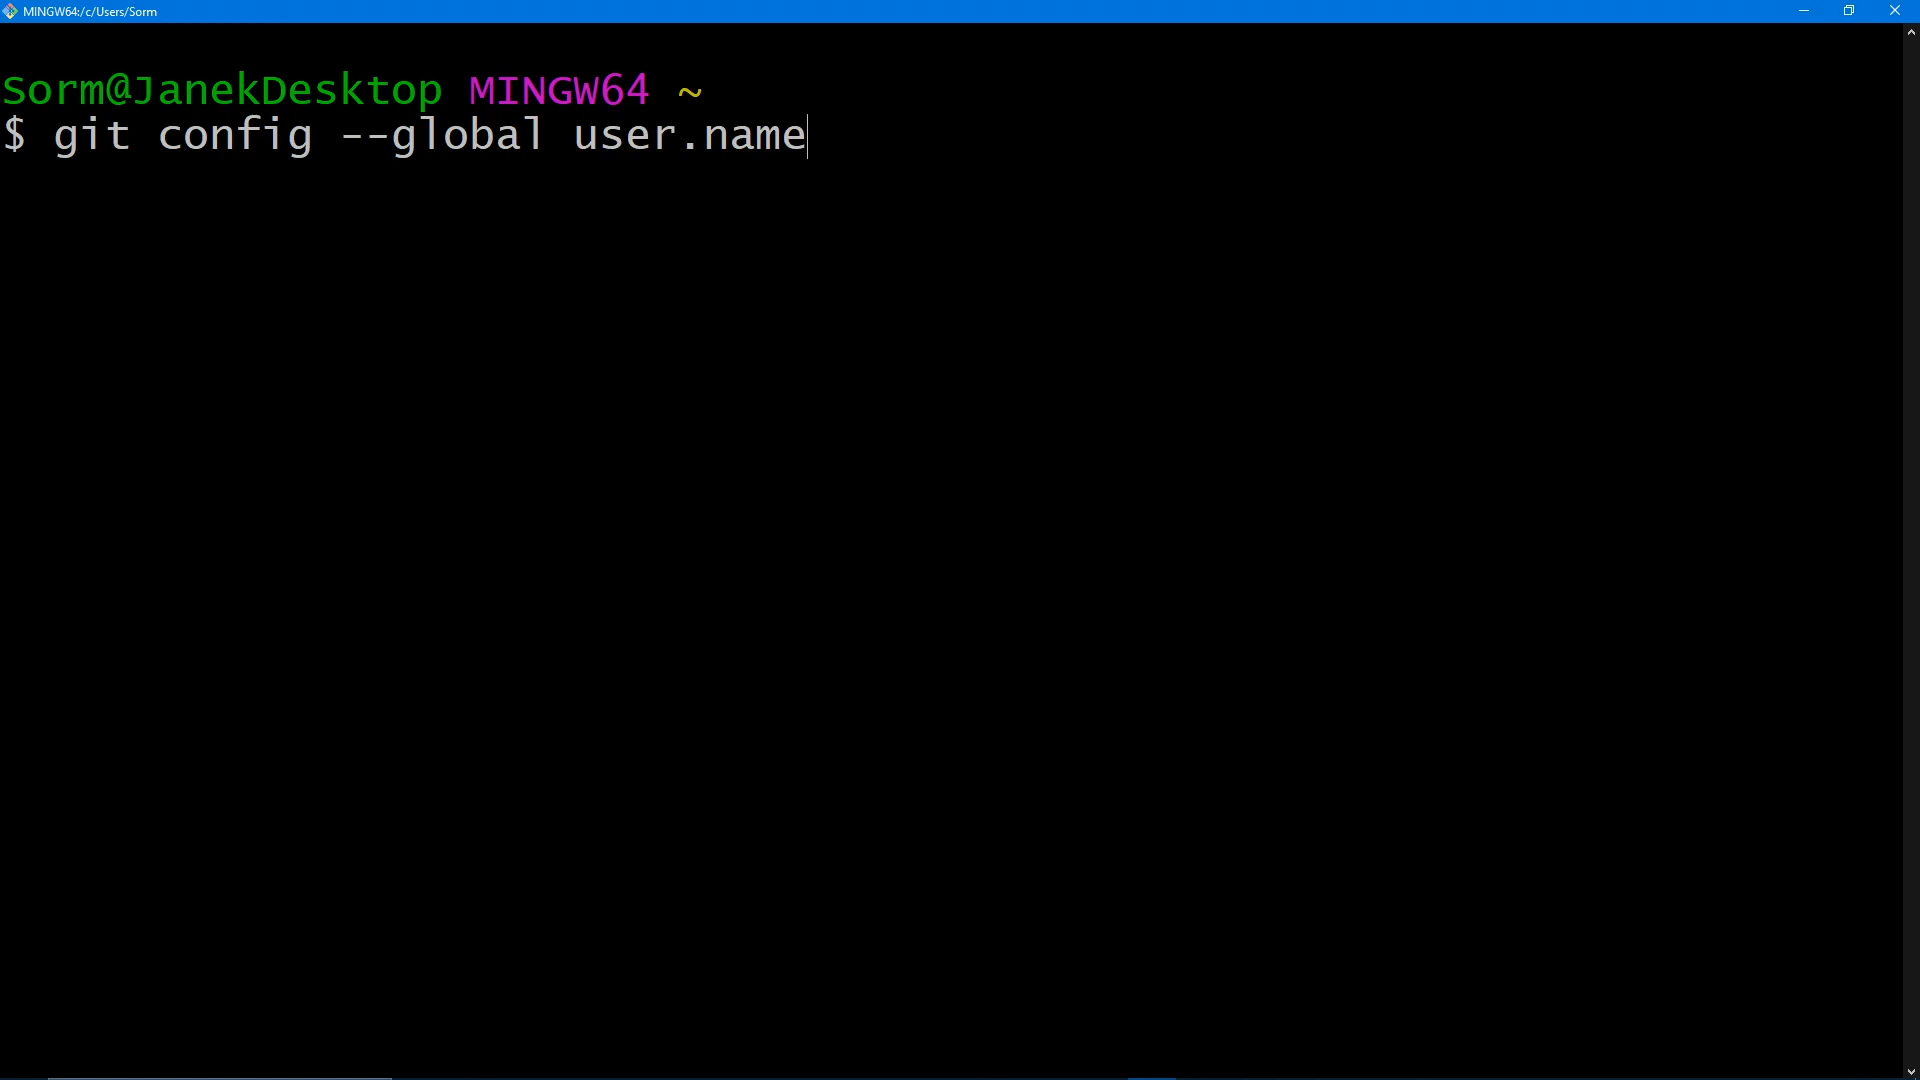 MINGW64:/c/Users/Sorm
Sorm@JanekDesktop MINGW64 ~
$ git config --global user.name